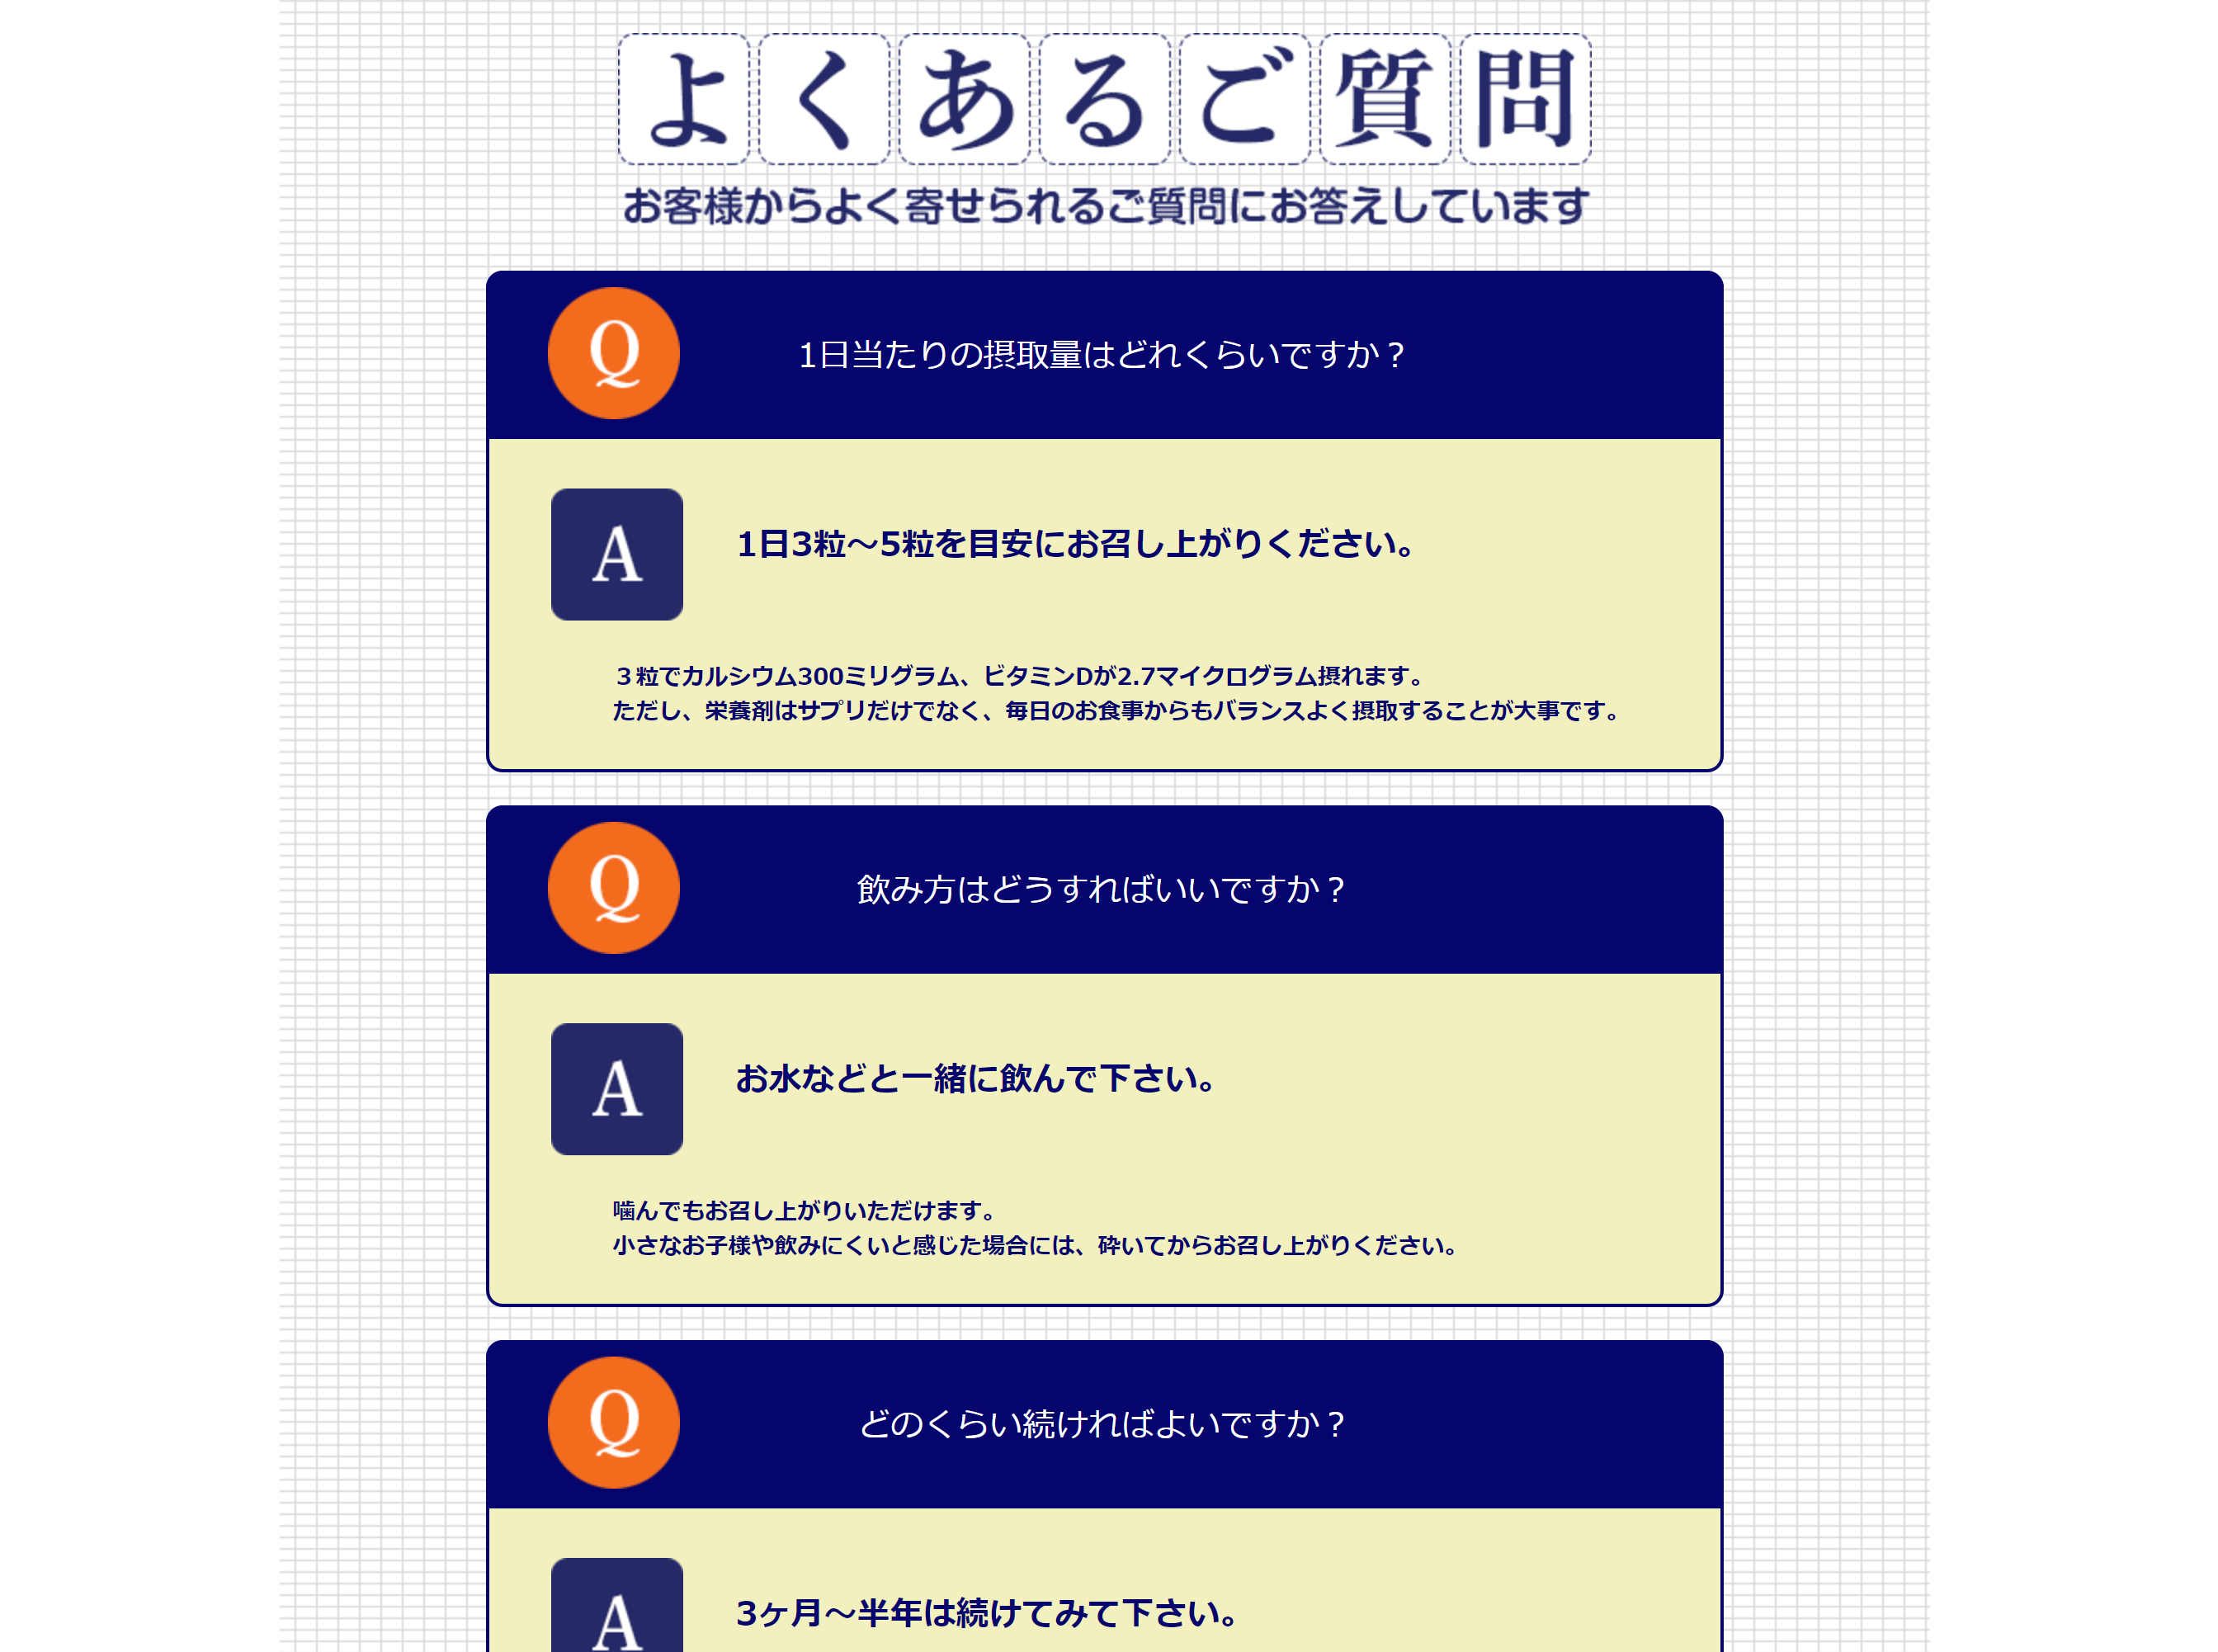 よくあるご質問
お客様からよく寄せられるご質問にお答えしています
Q
1日当たりの摂取量はどれくらいですか？
A
1日3粒～5粒を目安にお召し上がりください。
３粒でカルシウム300ミリグラム、ビタミンDが2.7マイクログラム摂れます。
ただし、栄養剤はサプリだけでなく、毎日のお食事からもバランスよく摂取することが大事です。
Q
飲み方はどうすればいいですか？
A
お水などと一緒に飲んで下さい。
噛んでもお召し上がりいただけます。
小さなお子様や飲みにくいと感じた場合には、砕いてからお召し上がりください。
Q
どのくらい続ければよいですか？
A
3ヶ月～半年は続けてみて下さい。